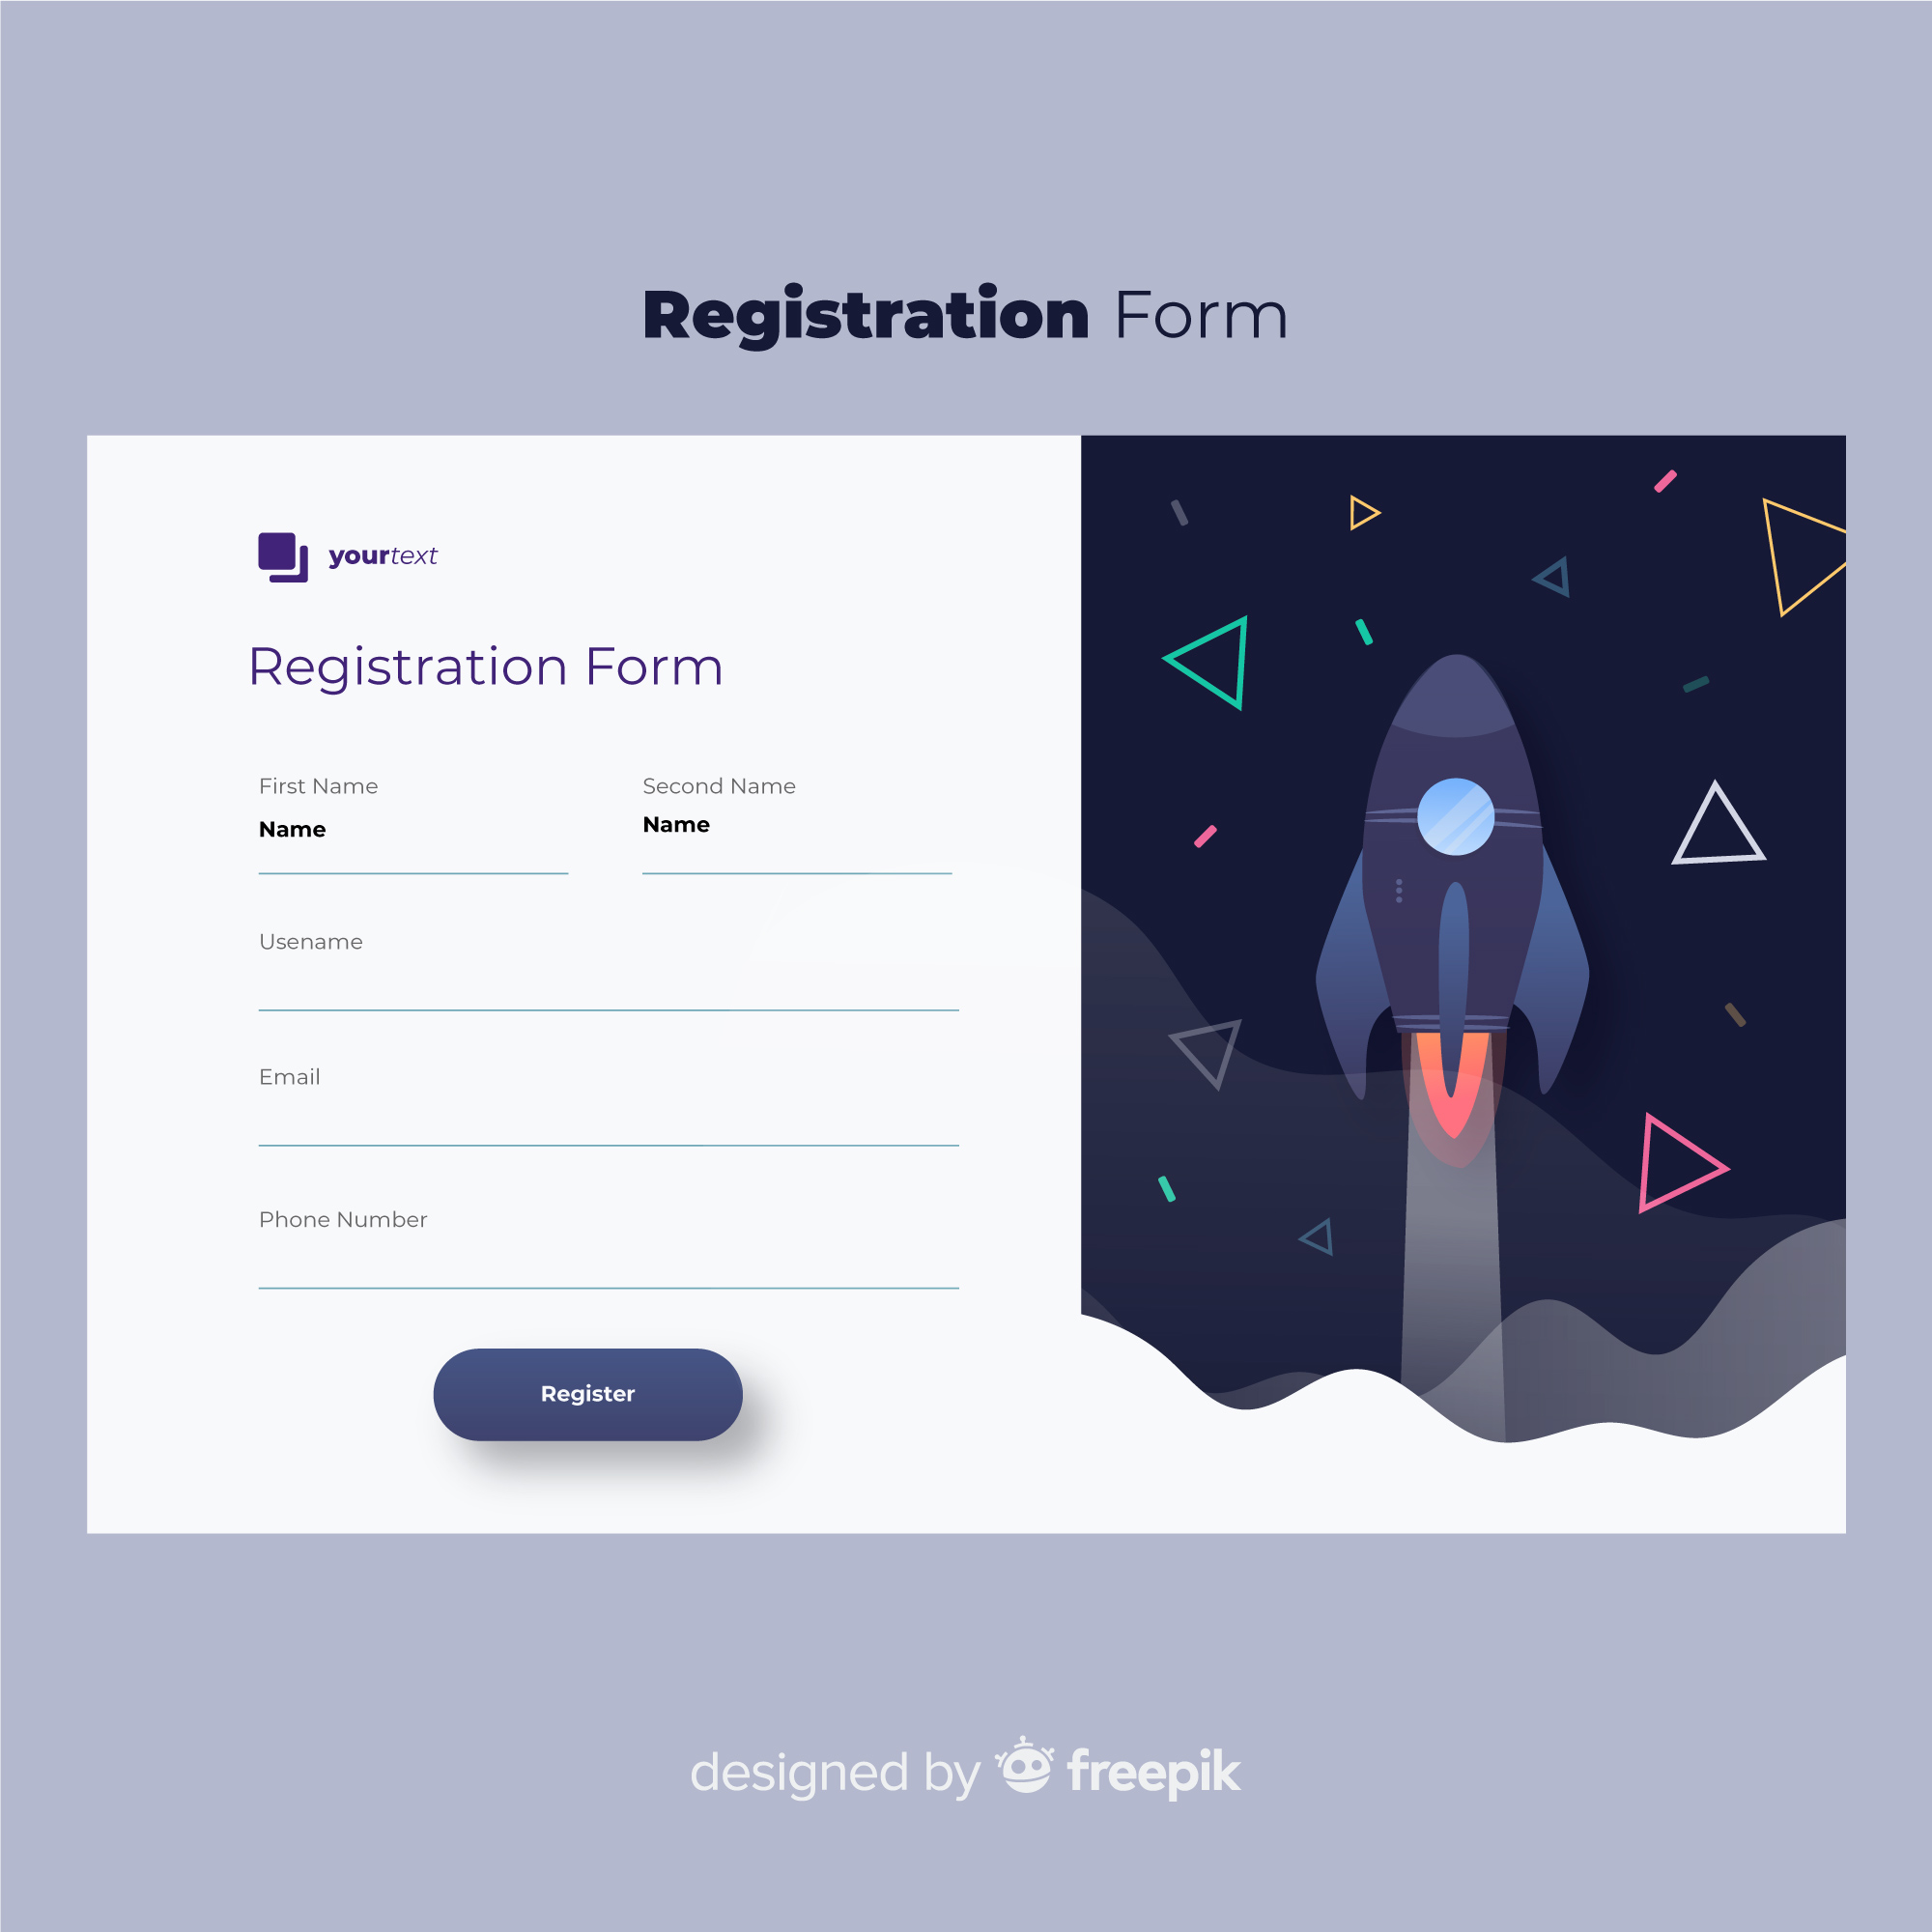 Registration Form
yourtext
Registration Form
First Name Second Name
Name Name
Usename
Email
Phone Number
Register
designed by freepik